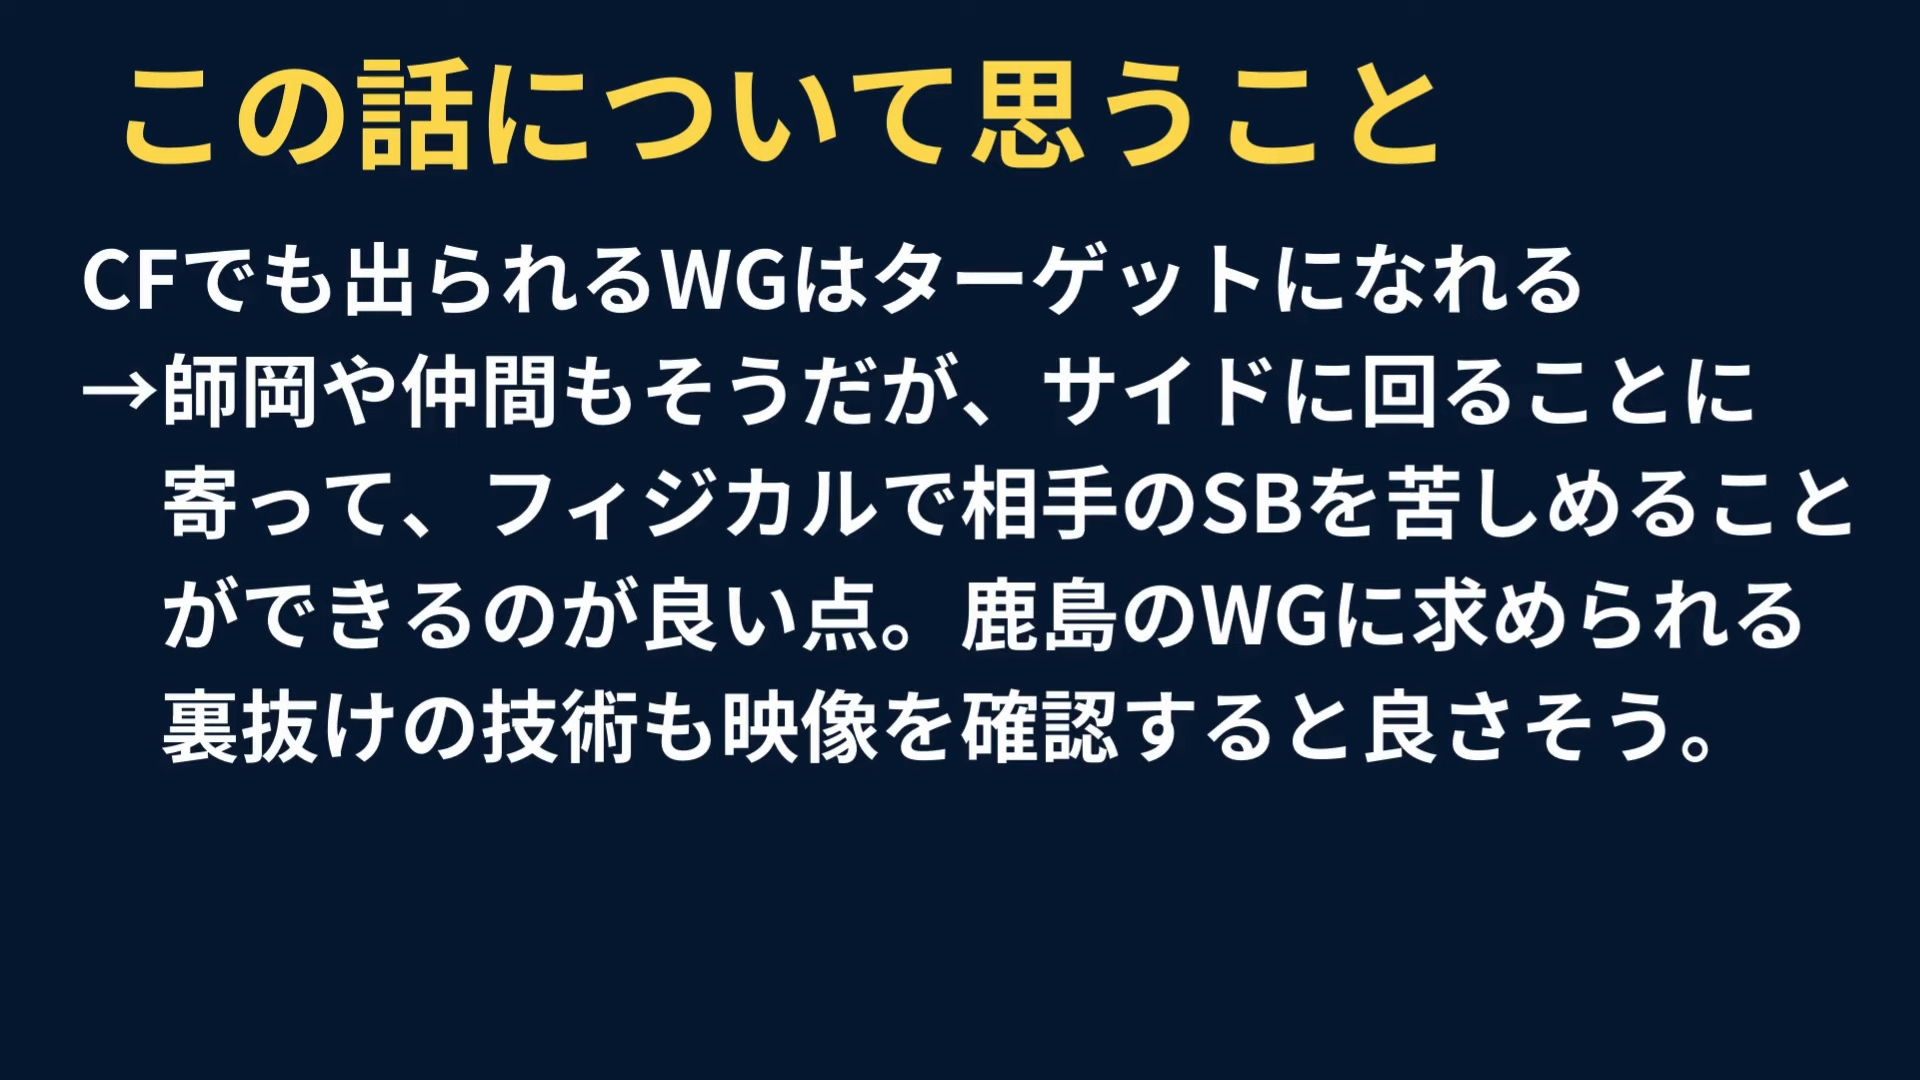 この話について思うこと
CFでも出られるWGはターゲットになれる
→師岡や仲間もそうだが、サイドに回ることに
寄って、フィジカルで相手のSBを苦しめること
ができるのが良い点。鹿島のWGに求められる
裏抜けの技術も映像を確認すると良さそう。